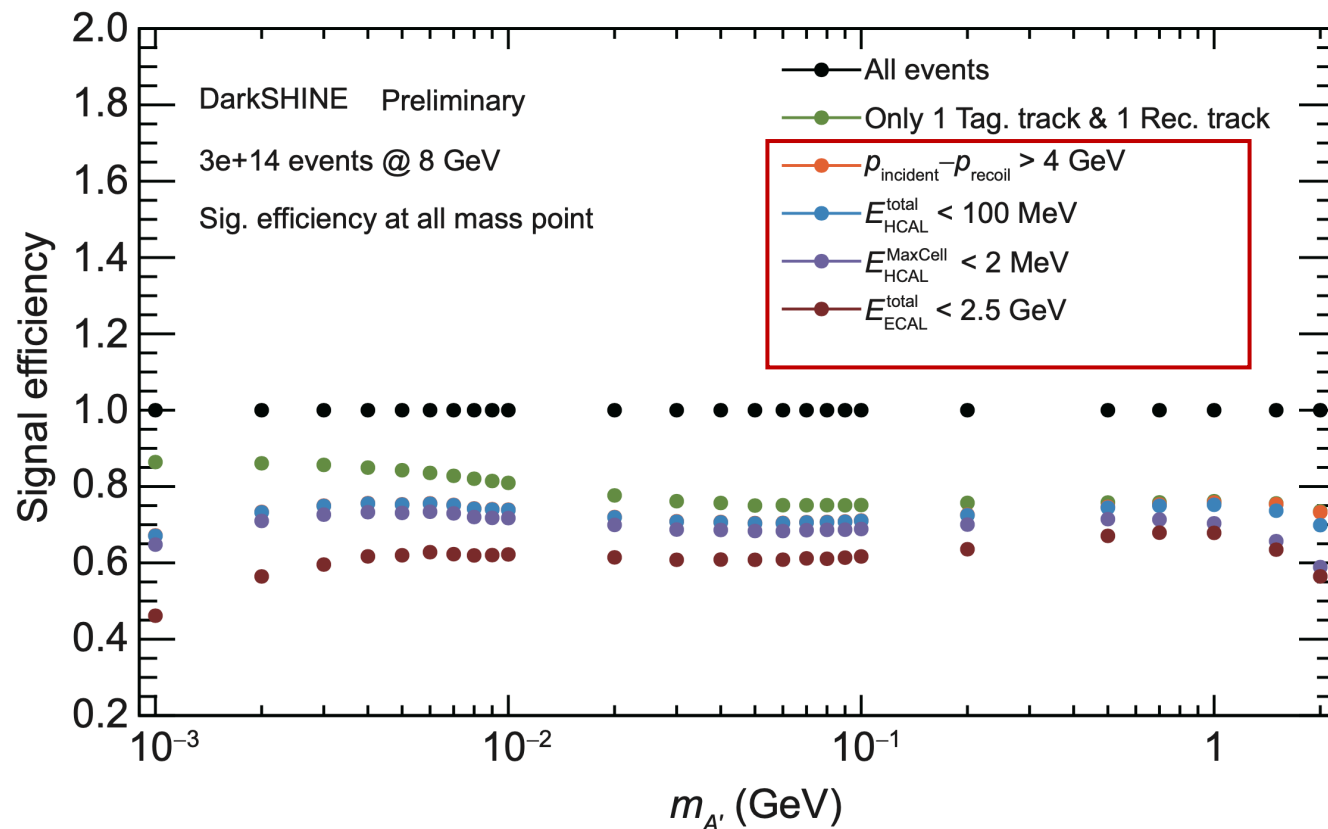 2.0
1.8
1.6
1.4
1.2
1.0
0.8
0.6
0.4
0.2
Signal efficiency
DarkSHINE Preliminary
3e+14 events @ 8 GeV
Sig. efficiency at all mass point
All events
Only 1 Tag. track & 1 Rec. track
p_incident–p_recoil > 4 GeV
E_HCAL^total < 100 MeV
E_HCAL^MaxCell < 2 MeV
E_ECAL^total < 2.5 GeV
10⁻³ 10⁻² 10⁻¹ 1
m_A′ (GeV)